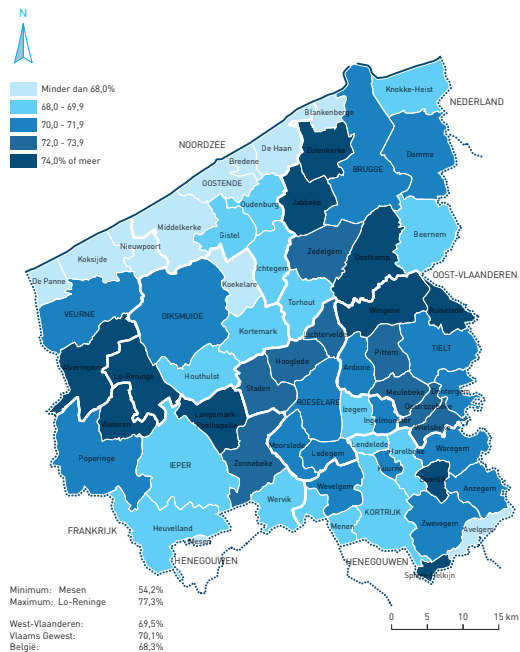 N
Minder dan 68,0%
68,0 - 69,9
70,0 - 71,9
72,0 - 73,9
74,0% of meer
Knokke-Heist
NEDERLAND
Blankenberge
NOORDZEE
De Haan
Zuienkerke
Bredene
Damme
BRUGGE
OOSTENDE
Oudenburg
Jabbeke
Middelkerke
Gistel
Beernem
Nieuwpoort
Zedelgem
Oostkamp
Koksijde
Ichtegem
OOST-VLAANDEREN
De Panne
Koekelare
Torhout
VEURNE
DIKSMUIDE
Wingene
Ruiselede
Kortemark
Lichtervelde
TIELT
Pittem
Hooglede
Alveringem
Lo-Reninge
Houthulst
Ardooie
Staden
Meulebeke
Dentergem
ROESELARE
Izegem
Oostrozebeke
Langemark-
Poelkapelle
Ingelmunster
Vleteren
Wielsbeke
Moorslede
Lendelede
Harelbeke
Waregem
Ledegem
Poperinge
IEPER
Zonnebeke
Kuurne
Deerlijk
Wevelgem
Anzegem
Wervik
KORTRIJK
Zwevegem
Menen
Avelgem
FRANKRIJK
Heuvelland
Mesen
HENEGOUWEN
HENEGOUWEN
Spiere-Helkijn
Minimum: Mesen 54,2%
Maximum: Lo-Reninge 77,3%
West-Vlaanderen: 69,5%
Vlaams Gewest: 70,1%
België: 68,3%
0 5 10 15 km